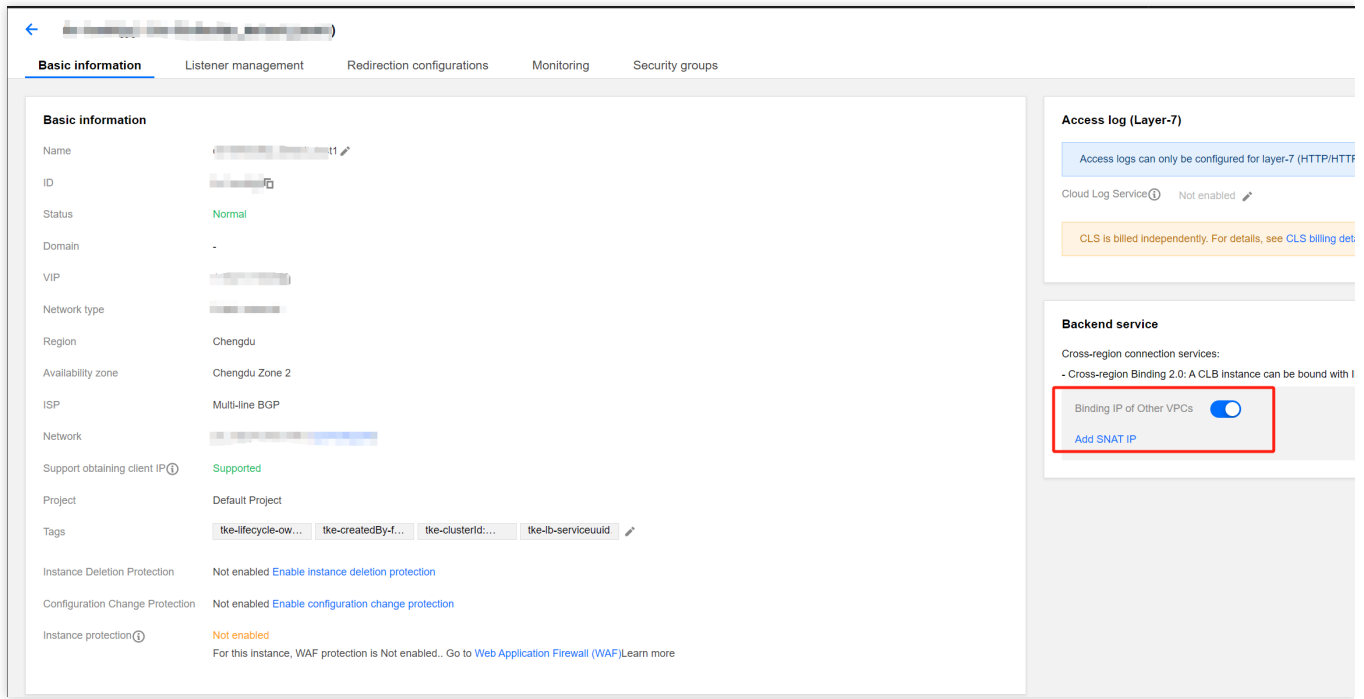 )
Basic information Listener management Redirection configurations Monitoring Security groups
Basic information
Name t1
ID
Status Normal
Domain -
VIP
Network type
Region Chengdu
Availability zone Chengdu Zone 2
ISP Multi-line BGP
Network
Support obtaining client IP Supported
Project Default Project
Tags tke-lifecycle-ow... tke-createdBy-f... tke-clusterId:... tke-lb-serviceuuid
Instance Deletion Protection Not enabled Enable instance deletion protection
Configuration Change Protection Not enabled Enable configuration change protection
Instance protection Not enabled
For this instance, WAF protection is Not enabled.. Go to Web Application Firewall (WAF)Learn more
Access log (Layer-7)
Access logs can only be configured for layer-7 (HTTP/HTTP
Cloud Log Service Not enabled
CLS is billed independently. For details, see CLS billing deta
Backend service
Cross-region connection services:
- Cross-region Binding 2.0: A CLB instance can be bound with I
Binding IP of Other VPCs
Add SNAT IP